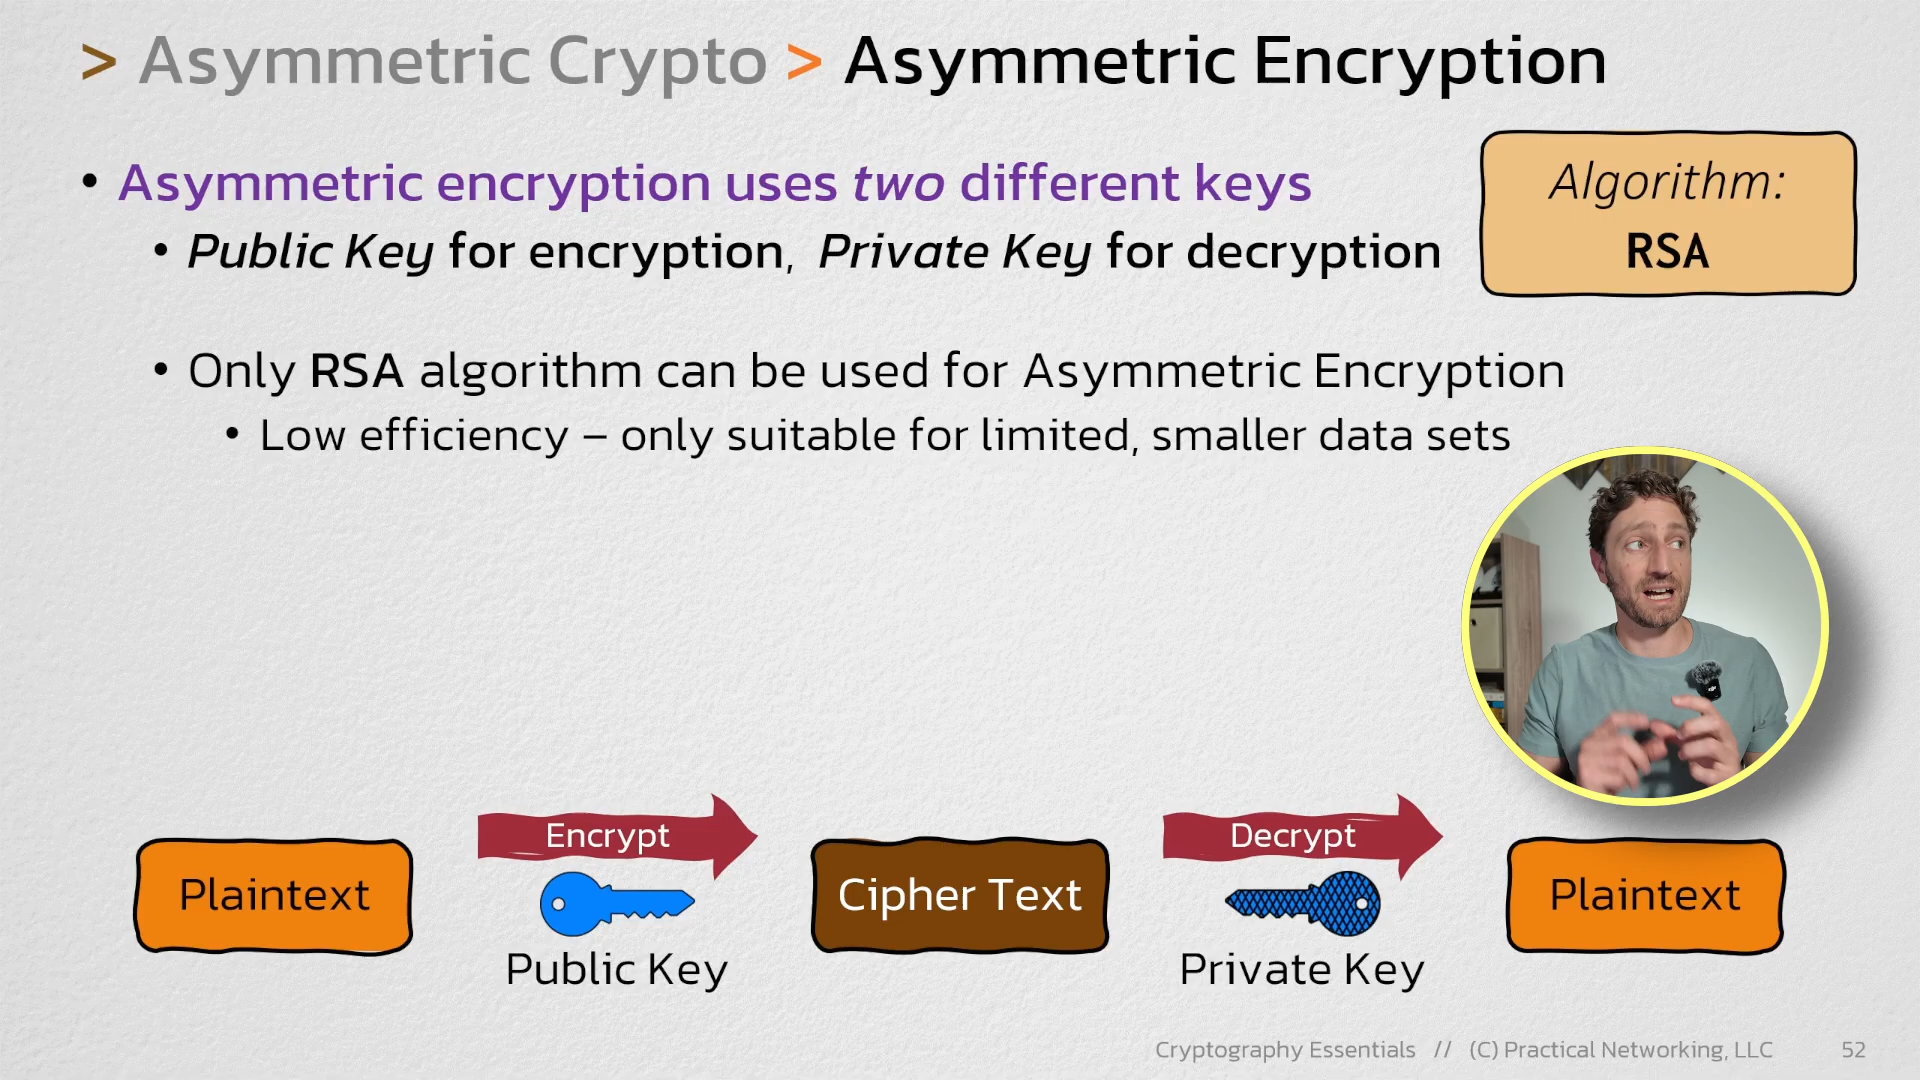 > Asymmetric Crypto > Asymmetric Encryption
• Asymmetric encryption uses two different keys
• Public Key for encryption, Private Key for decryption
Algorithm:
RSA
• Only RSA algorithm can be used for Asymmetric Encryption
• Low efficiency – only suitable for limited, smaller data sets
Plaintext
Encrypt
Public Key
Cipher Text
Decrypt
Private Key
Plaintext
Cryptography Essentials // (C) Practical Networking, LLC 52